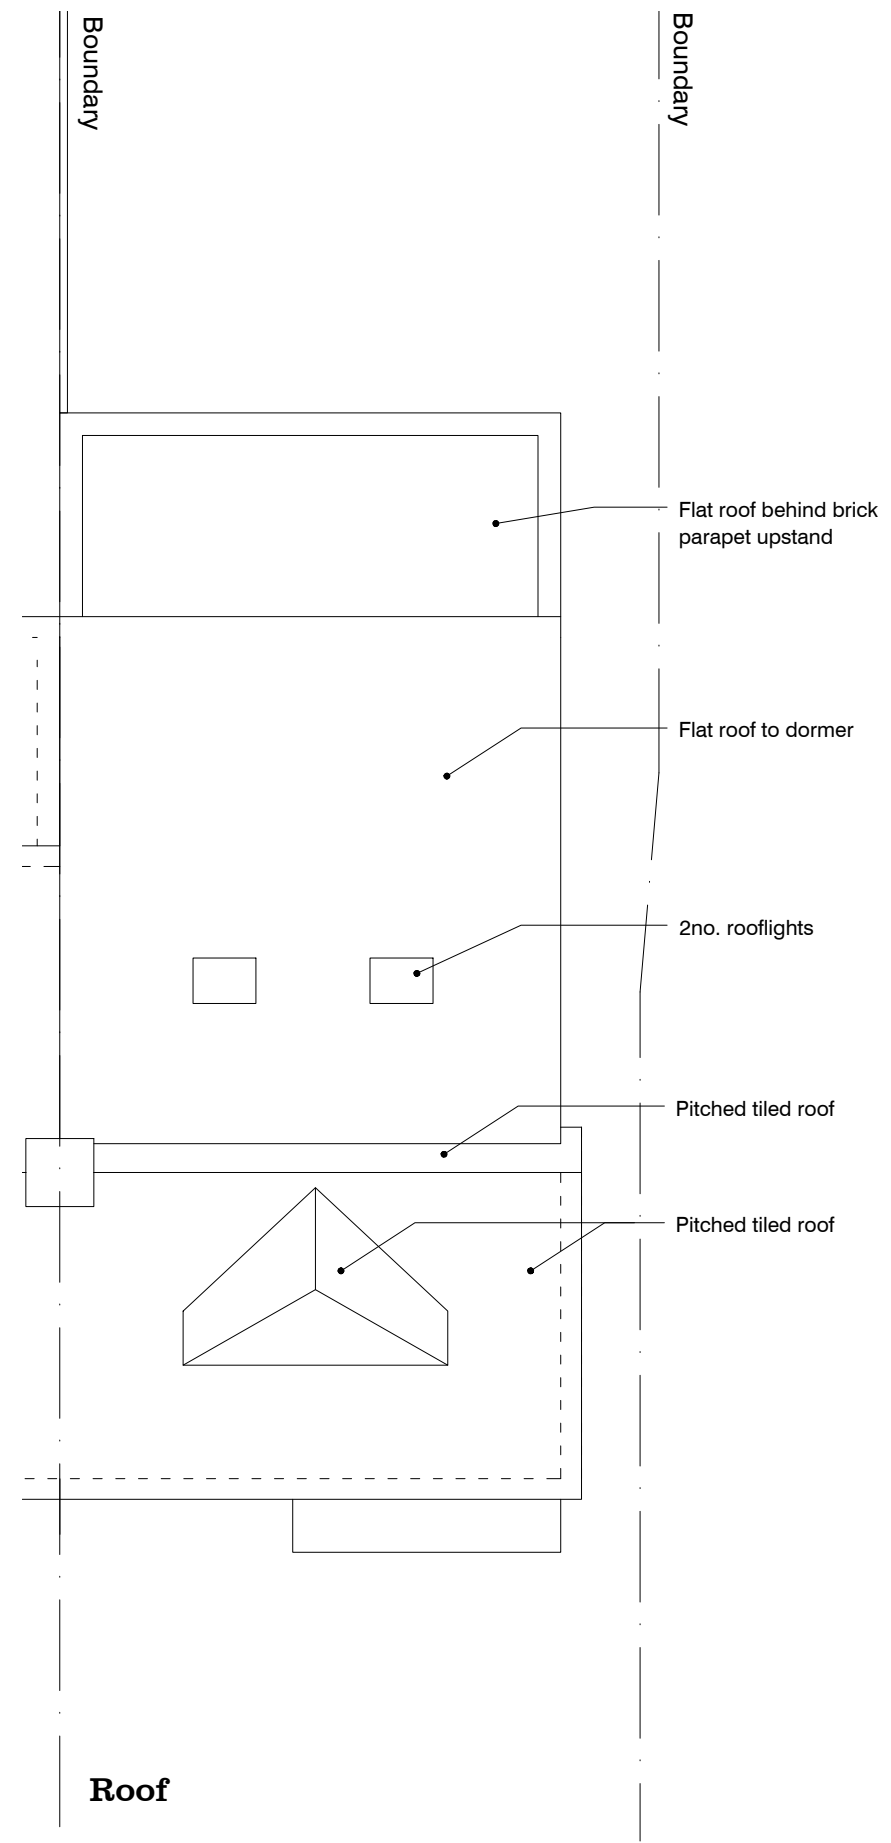 Boundary
Boundary
Flat roof behind brick
parapet upstand
Flat roof to dormer
2no. rooflights
Pitched tiled roof
Pitched tiled roof
Roof